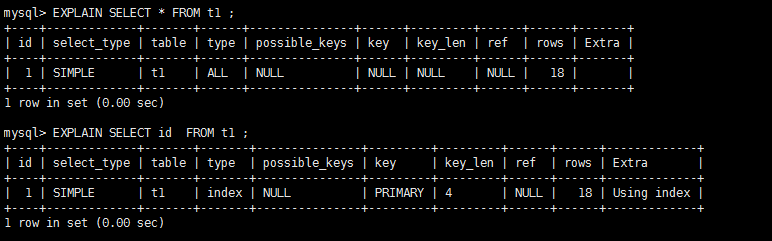 mysql> EXPLAIN SELECT * FROM t1 ;
+----+-------------+-------+------+---------------+------+---------+------+------+-------+
| id | select_type | table | type | possible_keys | key  | key_len | ref  | rows | Extra |
+----+-------------+-------+------+---------------+------+---------+------+------+-------+
|  1 | SIMPLE      | t1    | ALL  | NULL          | NULL | NULL    | NULL |   18 |       |
+----+-------------+-------+------+---------------+------+---------+------+------+-------+
1 row in set (0.00 sec)
mysql> EXPLAIN SELECT id  FROM t1 ;
+----+-------------+-------+-------+---------------+---------+---------+------+------+-------------+
| id | select_type | table | type  | possible_keys | key     | key_len | ref  | rows | Extra       |
+----+-------------+-------+-------+---------------+---------+---------+------+------+-------------+
|  1 | SIMPLE      | t1    | index | NULL          | PRIMARY | 4       | NULL |   18 | Using index |
+----+-------------+-------+-------+---------------+---------+---------+------+------+-------------+
1 row in set (0.00 sec)